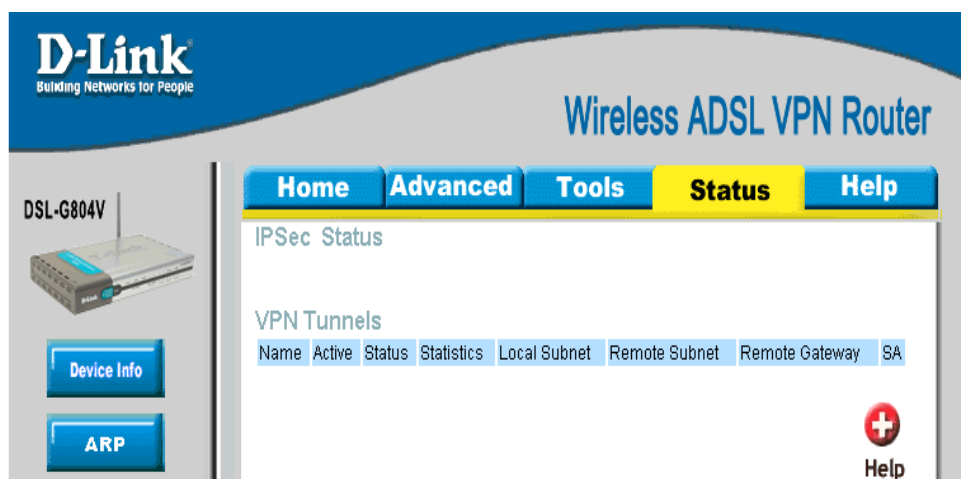 D-Link
Building Networks for People
Wireless ADSL VPN Router
Home Advanced Tools Status Help
DSL-G804V
IPSec Status
VPN Tunnels
Name Active Status Statistics Local Subnet Remote Subnet Remote Gateway SA
Device Info
ARP
Help